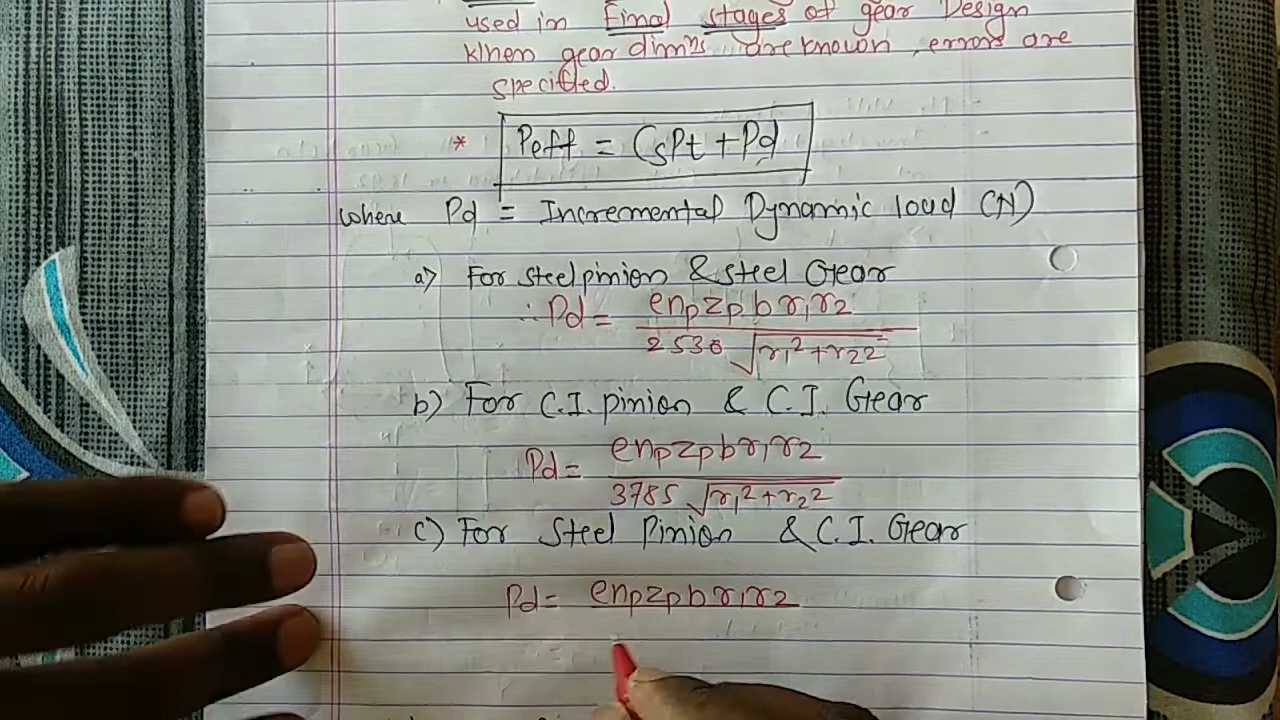 used in Final stages of gear Design
When gear dimns are known, errors are
specified.
* Peff = CsPt + Pd
where Pd = Incremental Dynamic load (N)
a) For steel pinion & steel Gear
∴ Pd = enpzpbr1r2 / 2530 √r1²+r2²
b) For C.I. pinion & C.I. Gear
Pd = enpzpbr1r2 / 3785 √r1²+r2²
c) For Steel Pinion & C.I. Gear
Pd = enpzpbr1r2